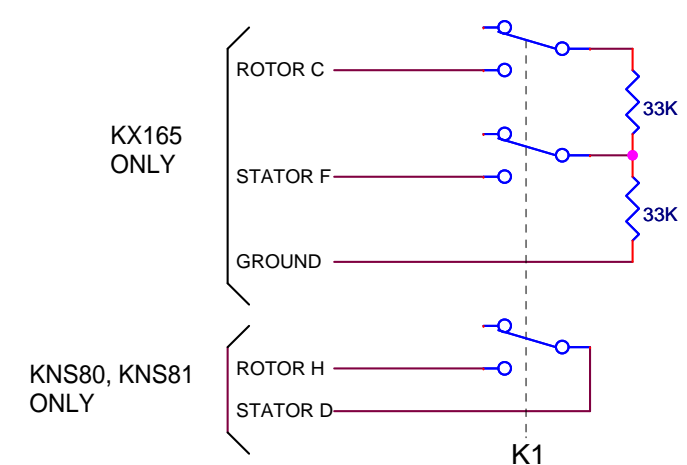 ROTOR C
33K
KX165
ONLY
STATOR F
33K
GROUND
KNS80, KNS81
ONLY
ROTOR H
STATOR D
K1